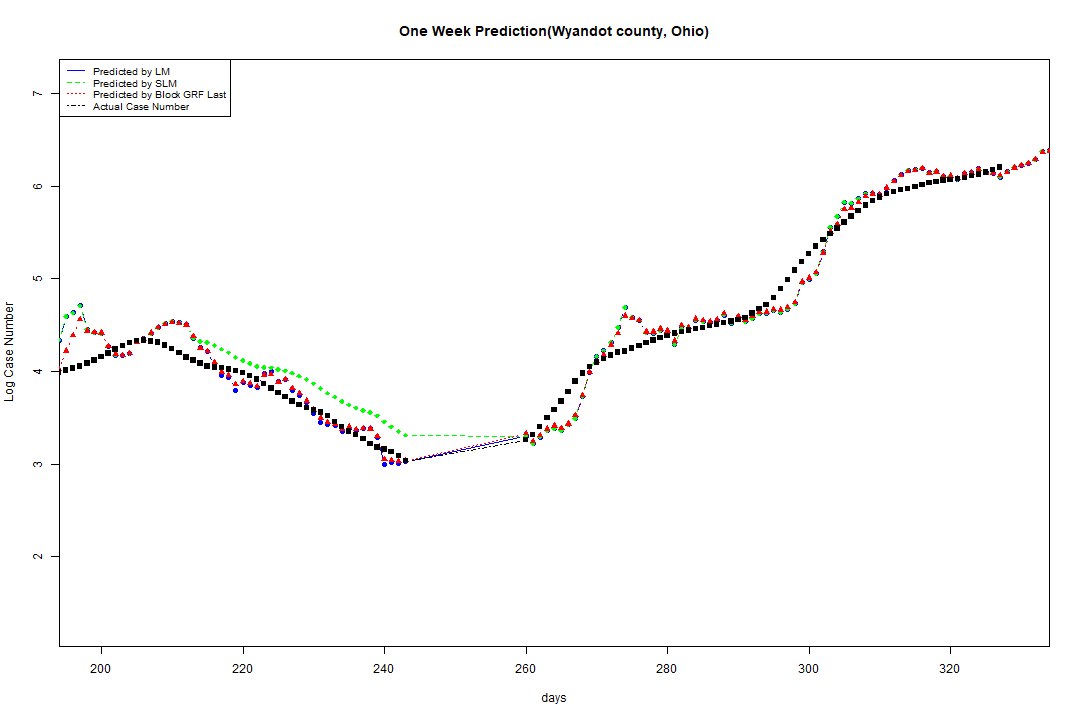 One Week Prediction(Wyandot county, Ohio)
Predicted by LM
Predicted by SLM
Predicted by Block GRF Last
Actual Case Number
7
6
5
4
3
2
Log Case Number
200 220 240 260 280 300 320
days